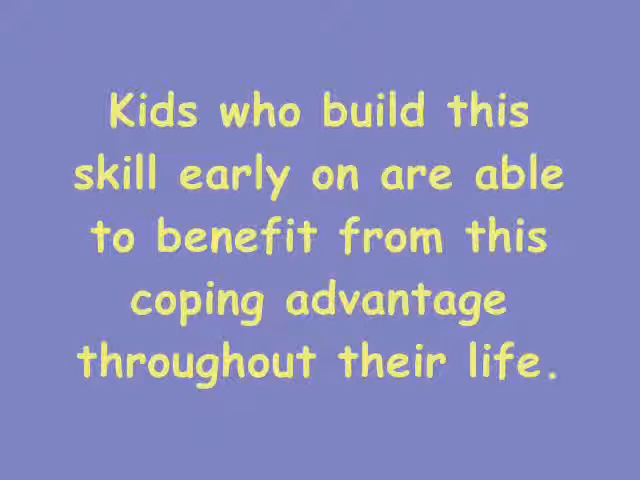 Kids who build this
skill early on are able
to benefit from this
coping advantage
throughout their life.